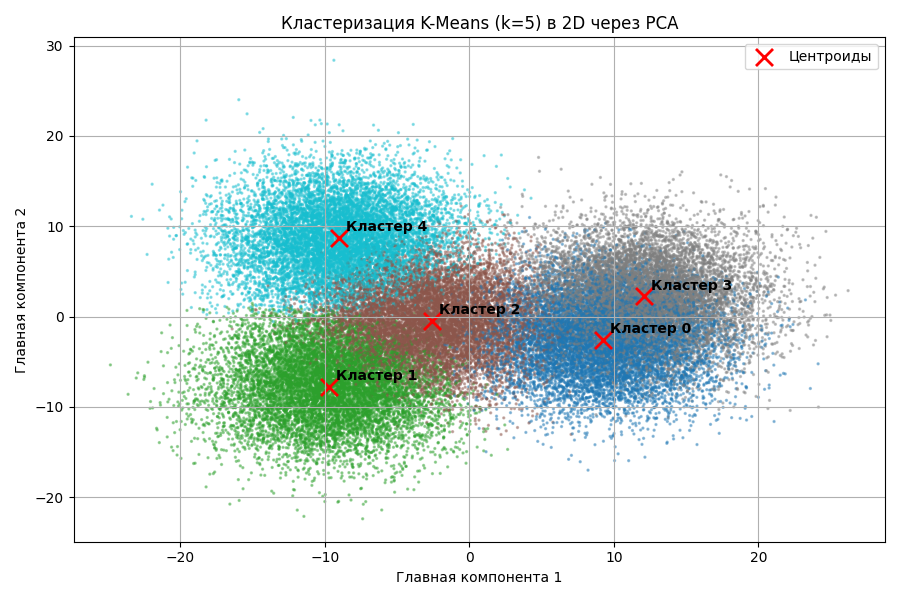 Кластеризация K-Means (k=5) в 2D через PCA
Центроиды
Кластер 4
Кластер 3
Кластер 2
Кластер 0
Кластер 1
Главная компонента 2
30
20
10
0
−10
−20
−20
−10
0
10
20
Главная компонента 1